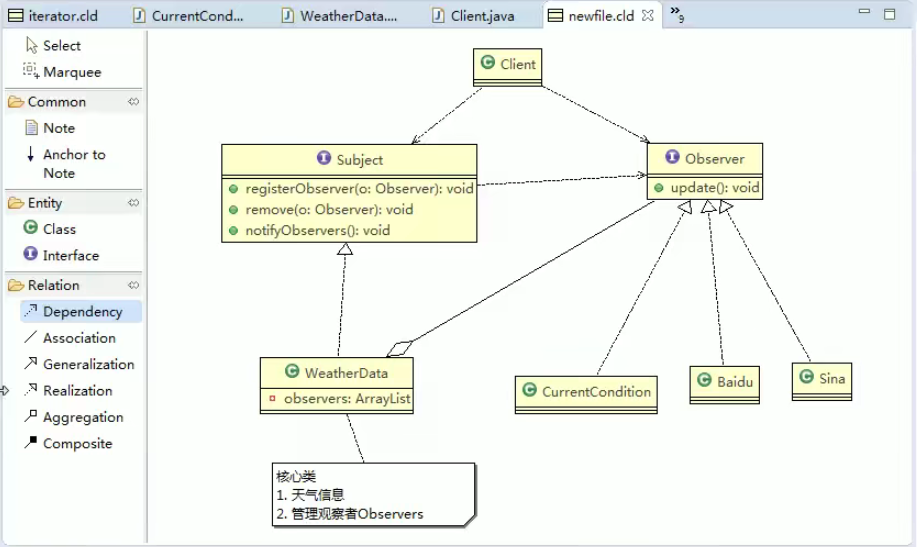 iterator.cld
CurrentCond...
WeatherData....
Client.java
newfile.cld
»9
Select
Marquee
Common
Note
Anchor to
Note
Entity
Class
Interface
Relation
Dependency
Association
Generalization
Realization
Aggregation
Composite
C Client
I Subject
registerObserver(o: Observer): void
remove(o: Observer): void
notifyObservers(): void
I Observer
update(): void
C WeatherData
observers: ArrayList
C CurrentCondition
C Baidu
C Sina
核心类
1. 天气信息
2. 管理观察者Observers